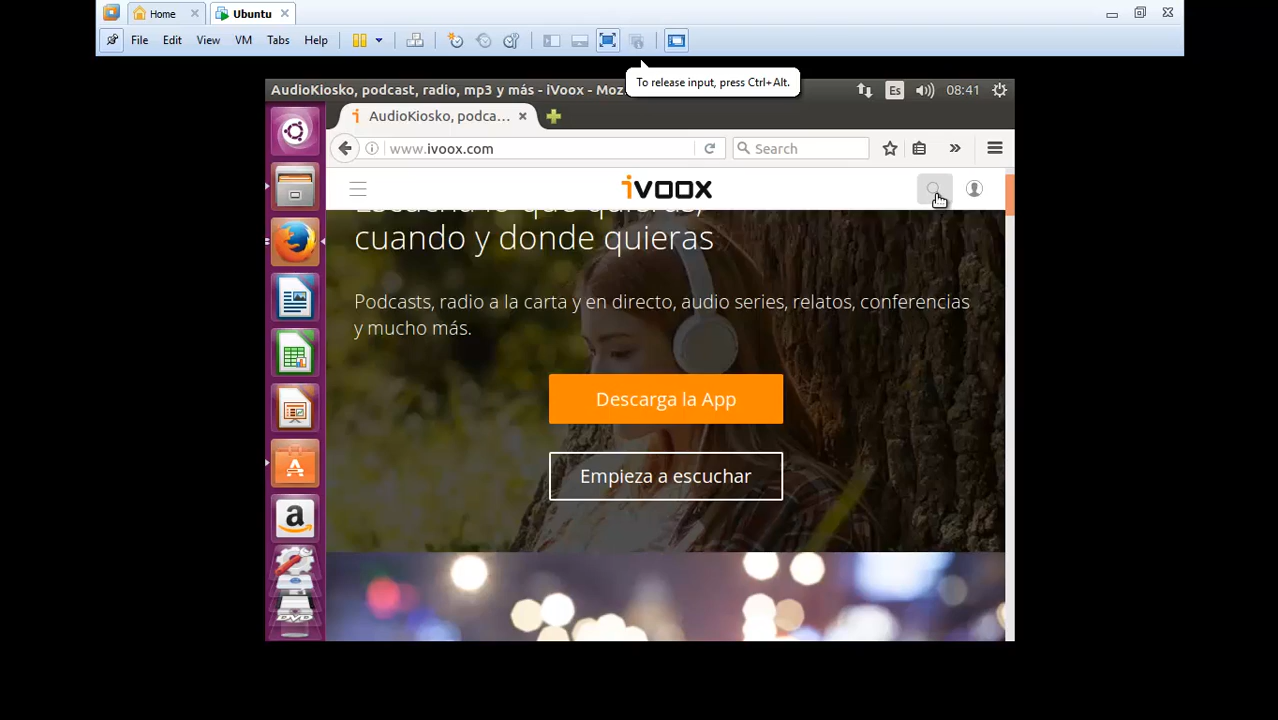 Home
Ubuntu
File Edit View VM Tabs Help
To release input, press Ctrl+Alt.
AudioKiosko, podcast, radio, mp3 y más - iVoox - Moz
Es
08:41
AudioKiosko, podca...
www.ivoox.com
Search
iVOOX
cuando y donde quieras
Podcasts, radio a la carta y en directo, audio series, relatos, conferencias
y mucho más.
Descarga la App
Empieza a escuchar
a
DVD